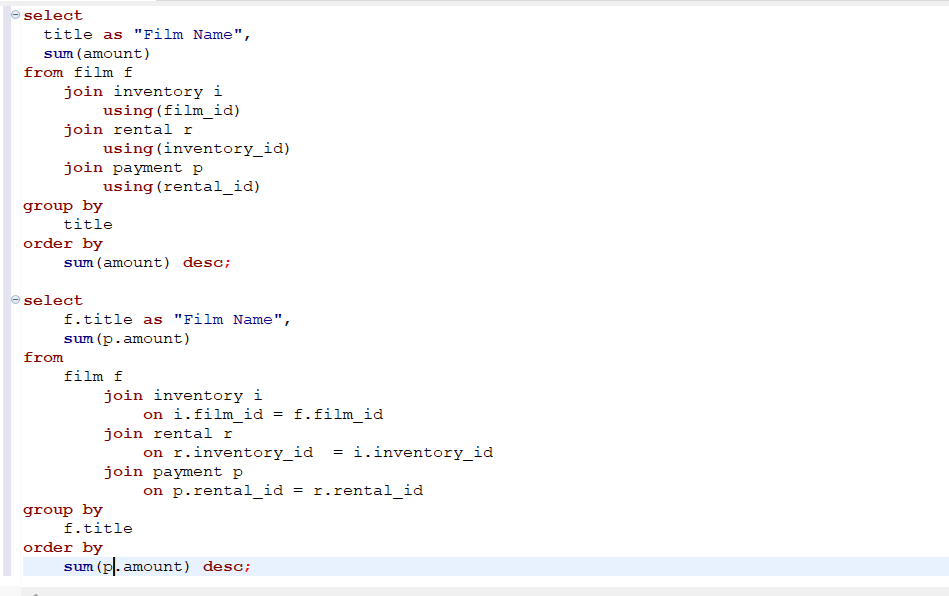 select
title as "Film Name",
sum(amount)
from film f
join inventory i
using(film_id)
join rental r
using(inventory_id)
join payment p
using(rental_id)
group by
title
order by
sum(amount) desc;
select
f.title as "Film Name",
sum(p.amount)
from
film f
join inventory i
on i.film_id = f.film_id
join rental r
on r.inventory_id  = i.inventory_id
join payment p
on p.rental_id = r.rental_id
group by
f.title
order by
sum(p.amount) desc;